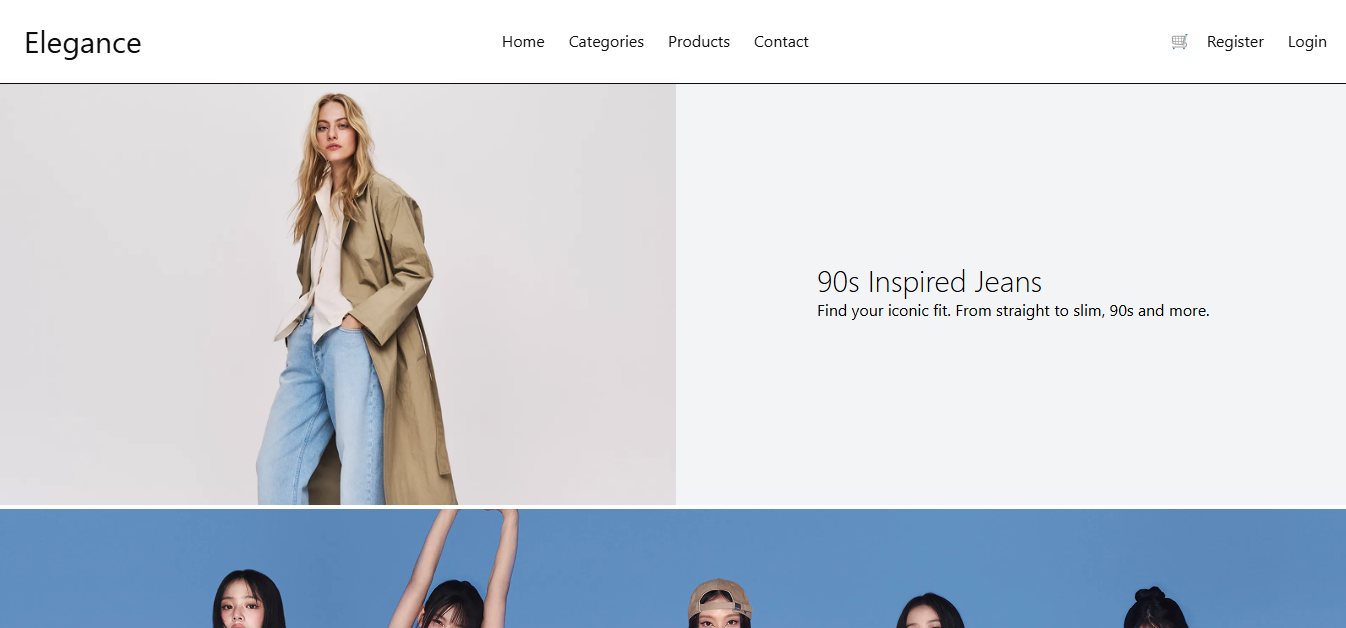 Elegance
Home Categories Products Contact
Register Login
90s Inspired Jeans
Find your iconic fit. From straight to slim, 90s and more.